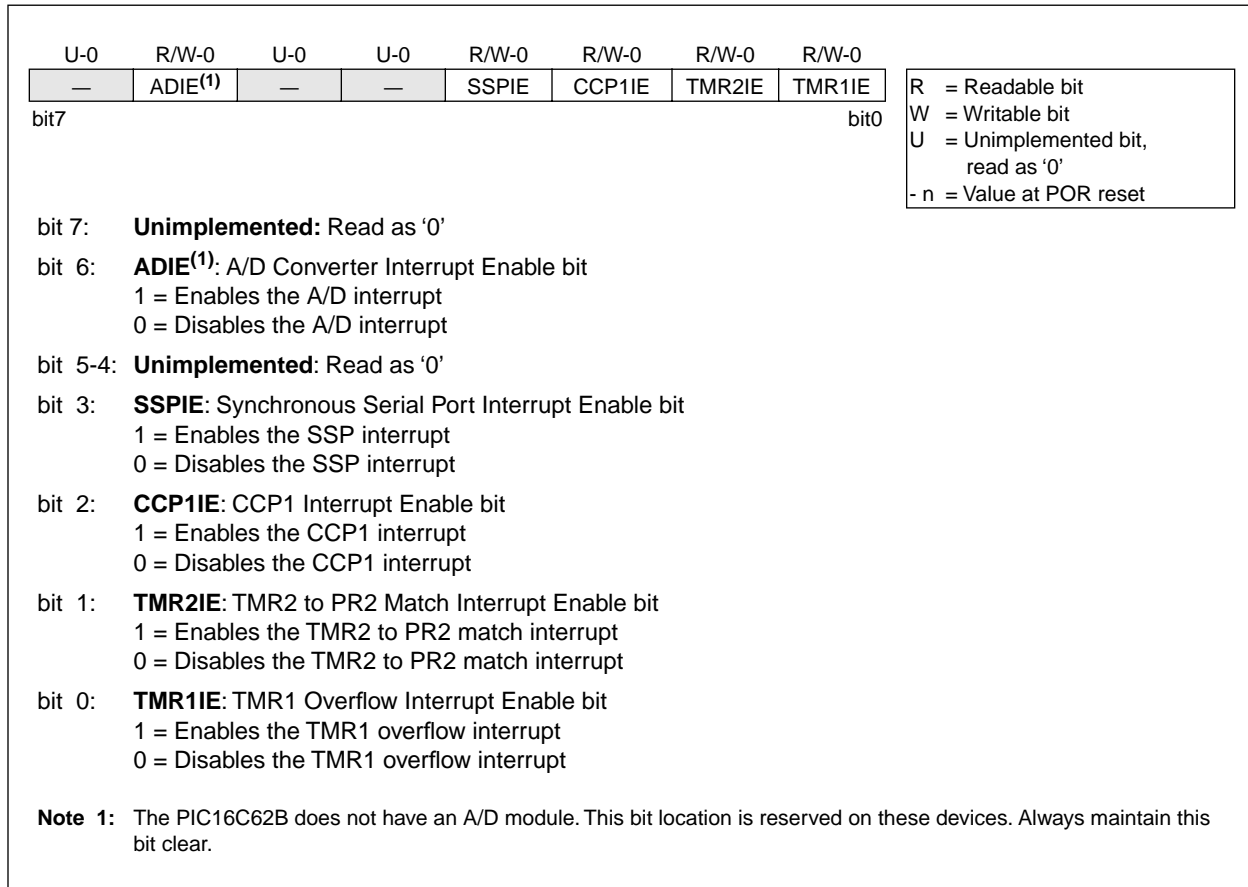 U-0 R/W-0 U-0 U-0 R/W-0 R/W-0 R/W-0 R/W-0
— ADIE(1) — — SSPIE CCP1IE TMR2IE TMR1IE
bit7 bit0
R = Readable bit
W = Writable bit
U = Unimplemented bit,
read as ‘0’
- n = Value at POR reset
bit 7: Unimplemented: Read as ‘0’
bit 6: ADIE(1): A/D Converter Interrupt Enable bit
1 = Enables the A/D interrupt
0 = Disables the A/D interrupt
bit 5-4: Unimplemented: Read as ‘0’
bit 3: SSPIE: Synchronous Serial Port Interrupt Enable bit
1 = Enables the SSP interrupt
0 = Disables the SSP interrupt
bit 2: CCP1IE: CCP1 Interrupt Enable bit
1 = Enables the CCP1 interrupt
0 = Disables the CCP1 interrupt
bit 1: TMR2IE: TMR2 to PR2 Match Interrupt Enable bit
1 = Enables the TMR2 to PR2 match interrupt
0 = Disables the TMR2 to PR2 match interrupt
bit 0: TMR1IE: TMR1 Overflow Interrupt Enable bit
1 = Enables the TMR1 overflow interrupt
0 = Disables the TMR1 overflow interrupt
Note 1: The PIC16C62B does not have an A/D module. This bit location is reserved on these devices. Always maintain this
bit clear.